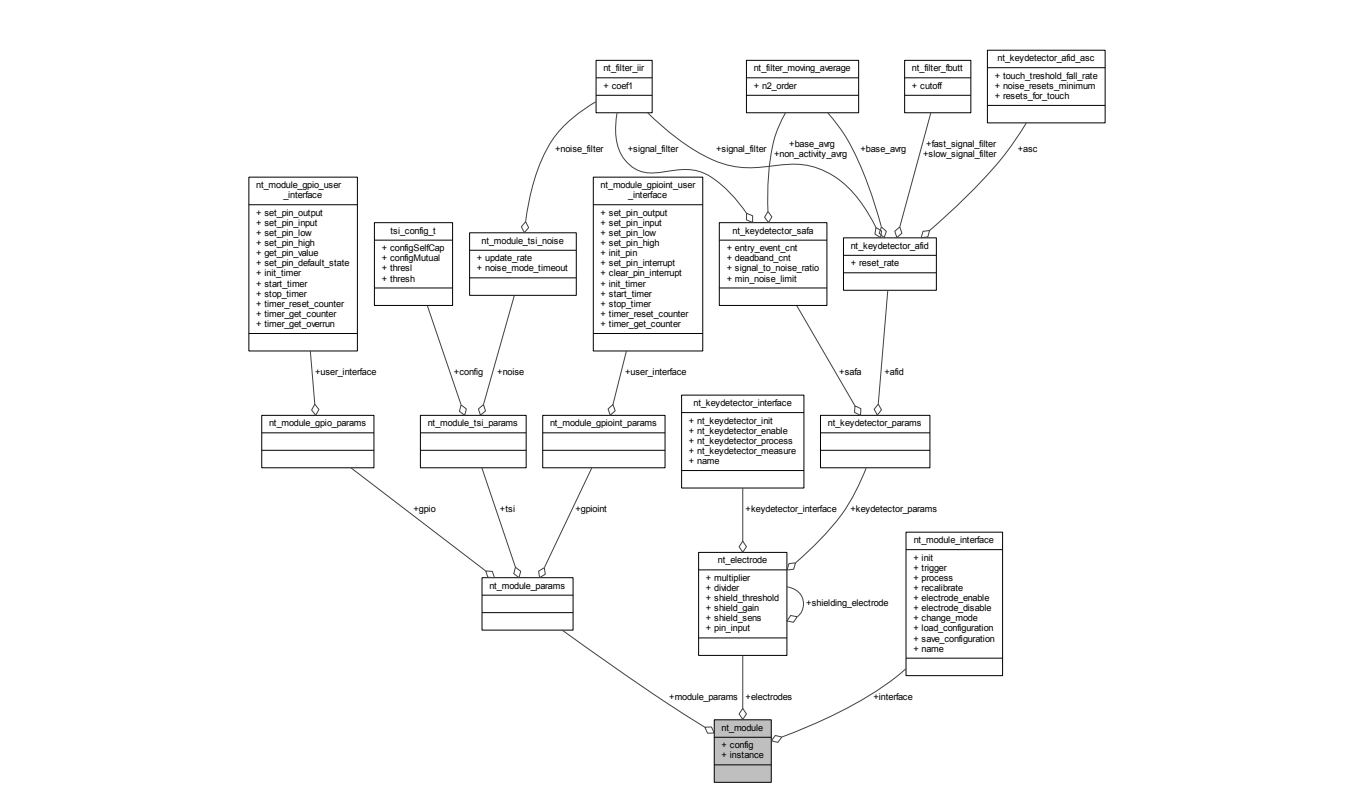 nt_filter_iir
+ coef1
nt_filter_moving_average
+ n2_order
nt_filter_fbutt
+ cutoff
nt_keydetector_afid_asc
+ touch_treshold_fall_rate
+ noise_resets_minimum
+ resets_for_touch
+noise_filter
+signal_filter
+signal_filter
+base_avrg
+non_activity_avrg
+base_avrg
+fast_signal_filter
+slow_signal_filter
+asc
nt_module_gpio_user
_interface
+ set_pin_output
+ set_pin_input
+ set_pin_low
+ set_pin_high
+ get_pin_value
+ set_pin_default_state
+ init_timer
+ start_timer
+ stop_timer
+ timer_reset_counter
+ timer_get_counter
+ timer_get_overrun
tsi_config_t
+ configSelfCap
+ configMutual
+ thresl
+ thresh
nt_module_tsi_noise
+ update_rate
+ noise_mode_timeout
nt_module_gpioint_user
_interface
+ set_pin_output
+ set_pin_input
+ set_pin_low
+ set_pin_high
+ init_pin
+ set_pin_interrupt
+ clear_pin_interrupt
+ init_timer
+ start_timer
+ stop_timer
+ timer_reset_counter
+ timer_get_counter
nt_keydetector_safa
+ entry_event_cnt
+ deadband_cnt
+ signal_to_noise_ratio
+ min_noise_limit
nt_keydetector_afid
+ reset_rate
+user_interface
+config
+noise
+user_interface
+safa
+afid
nt_module_gpio_params
nt_module_tsi_params
nt_module_gpioint_params
nt_keydetector_interface
+ nt_keydetector_init
+ nt_keydetector_enable
+ nt_keydetector_process
+ nt_keydetector_measure
+ name
nt_keydetector_params
+gpio
+tsi
+gpioint
+keydetector_interface
+keydetector_params
nt_module_params
nt_electrode
+ multiplier
+ divider
+ shield_threshold
+ shield_gain
+ shield_sens
+ pin_input
+shielding_electrode
nt_module_interface
+ init
+ trigger
+ process
+ recalibrate
+ electrode_enable
+ electrode_disable
+ change_mode
+ load_configuration
+ save_configuration
+ name
+module_params
+electrodes
+interface
nt_module
+ config
+ instance